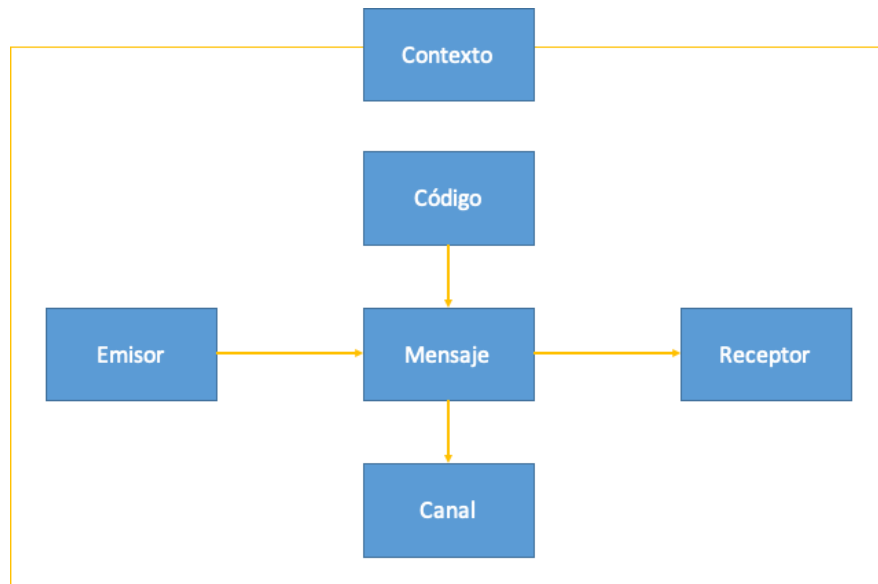 Contexto
Código
Emisor
Mensaje
Receptor
Canal